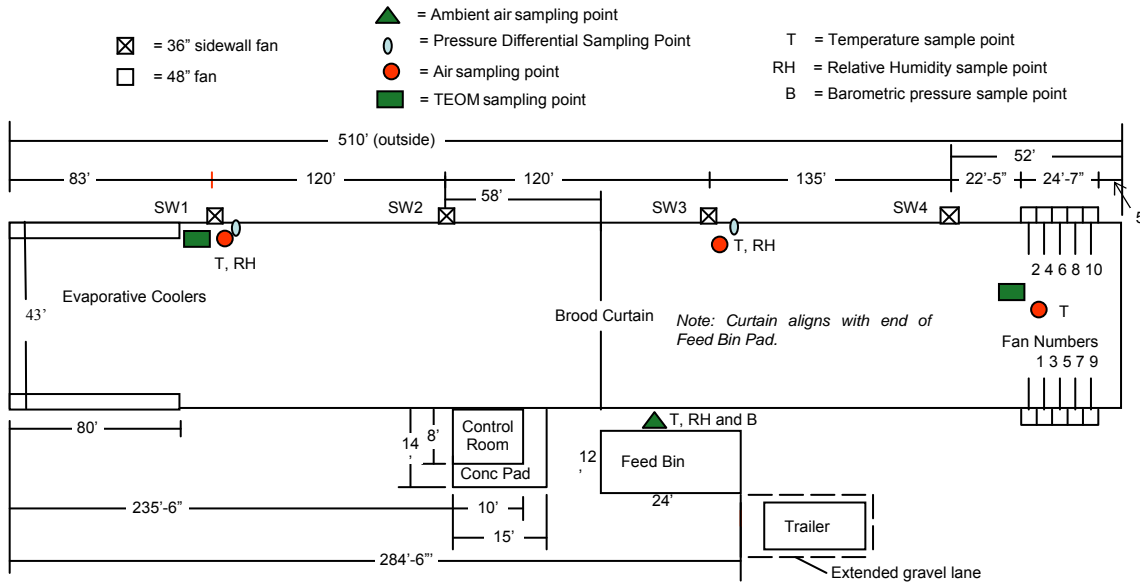 = Ambient air sampling point
= 36” sidewall fan
= Pressure Differential Sampling Point
T = Temperature sample point
= 48” fan
= Air sampling point
RH = Relative Humidity sample point
= TEOM sampling point
B = Barometric pressure sample point
510’ (outside)
52’
83’ 120’ 120’ 135’ 22’-5” 24’-7”
58’
5
SW1 SW2 SW3 SW4
T, RH
T, RH
2 4 6 8 10
Evaporative Coolers
43’
Brood Curtain
Note: Curtain aligns with end of
Feed Bin Pad.
T
Fan Numbers
1 3 5 7 9
80’
14’
8’
Control
Room
Conc Pad
T, RH and B
12’
Feed Bin
24’
235’-6”
10’
15’
Trailer
284’-6”’
Extended gravel lane